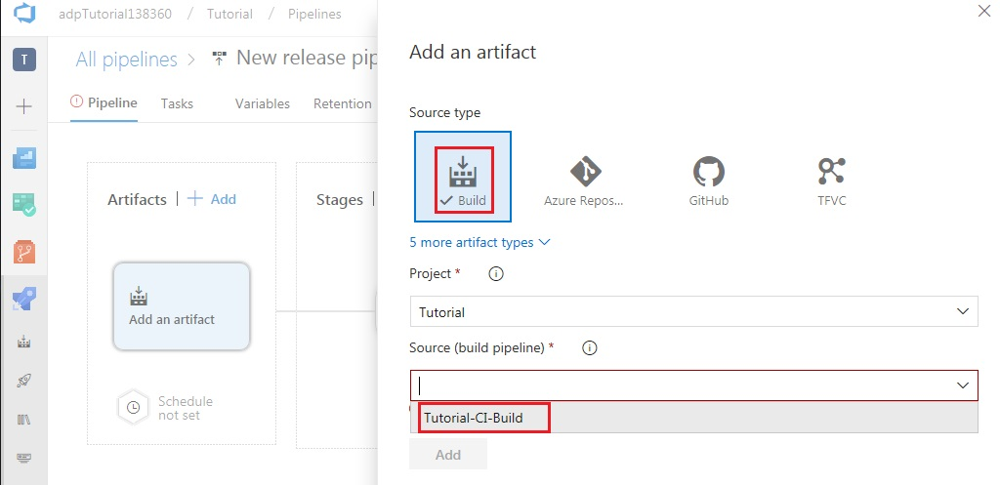 adpTutorial138360 / Tutorial / Pipelines
T
All pipelines > New release pip
Pipeline Tasks Variables Retention
Artifacts | + Add
Stages |
Add an artifact
Schedule
not set
Add an artifact
Source type
Build
Azure Repos...
GitHub
TFVC
5 more artifact types
Project *
Tutorial
Source (build pipeline) *
Tutorial-CI-Build
Add